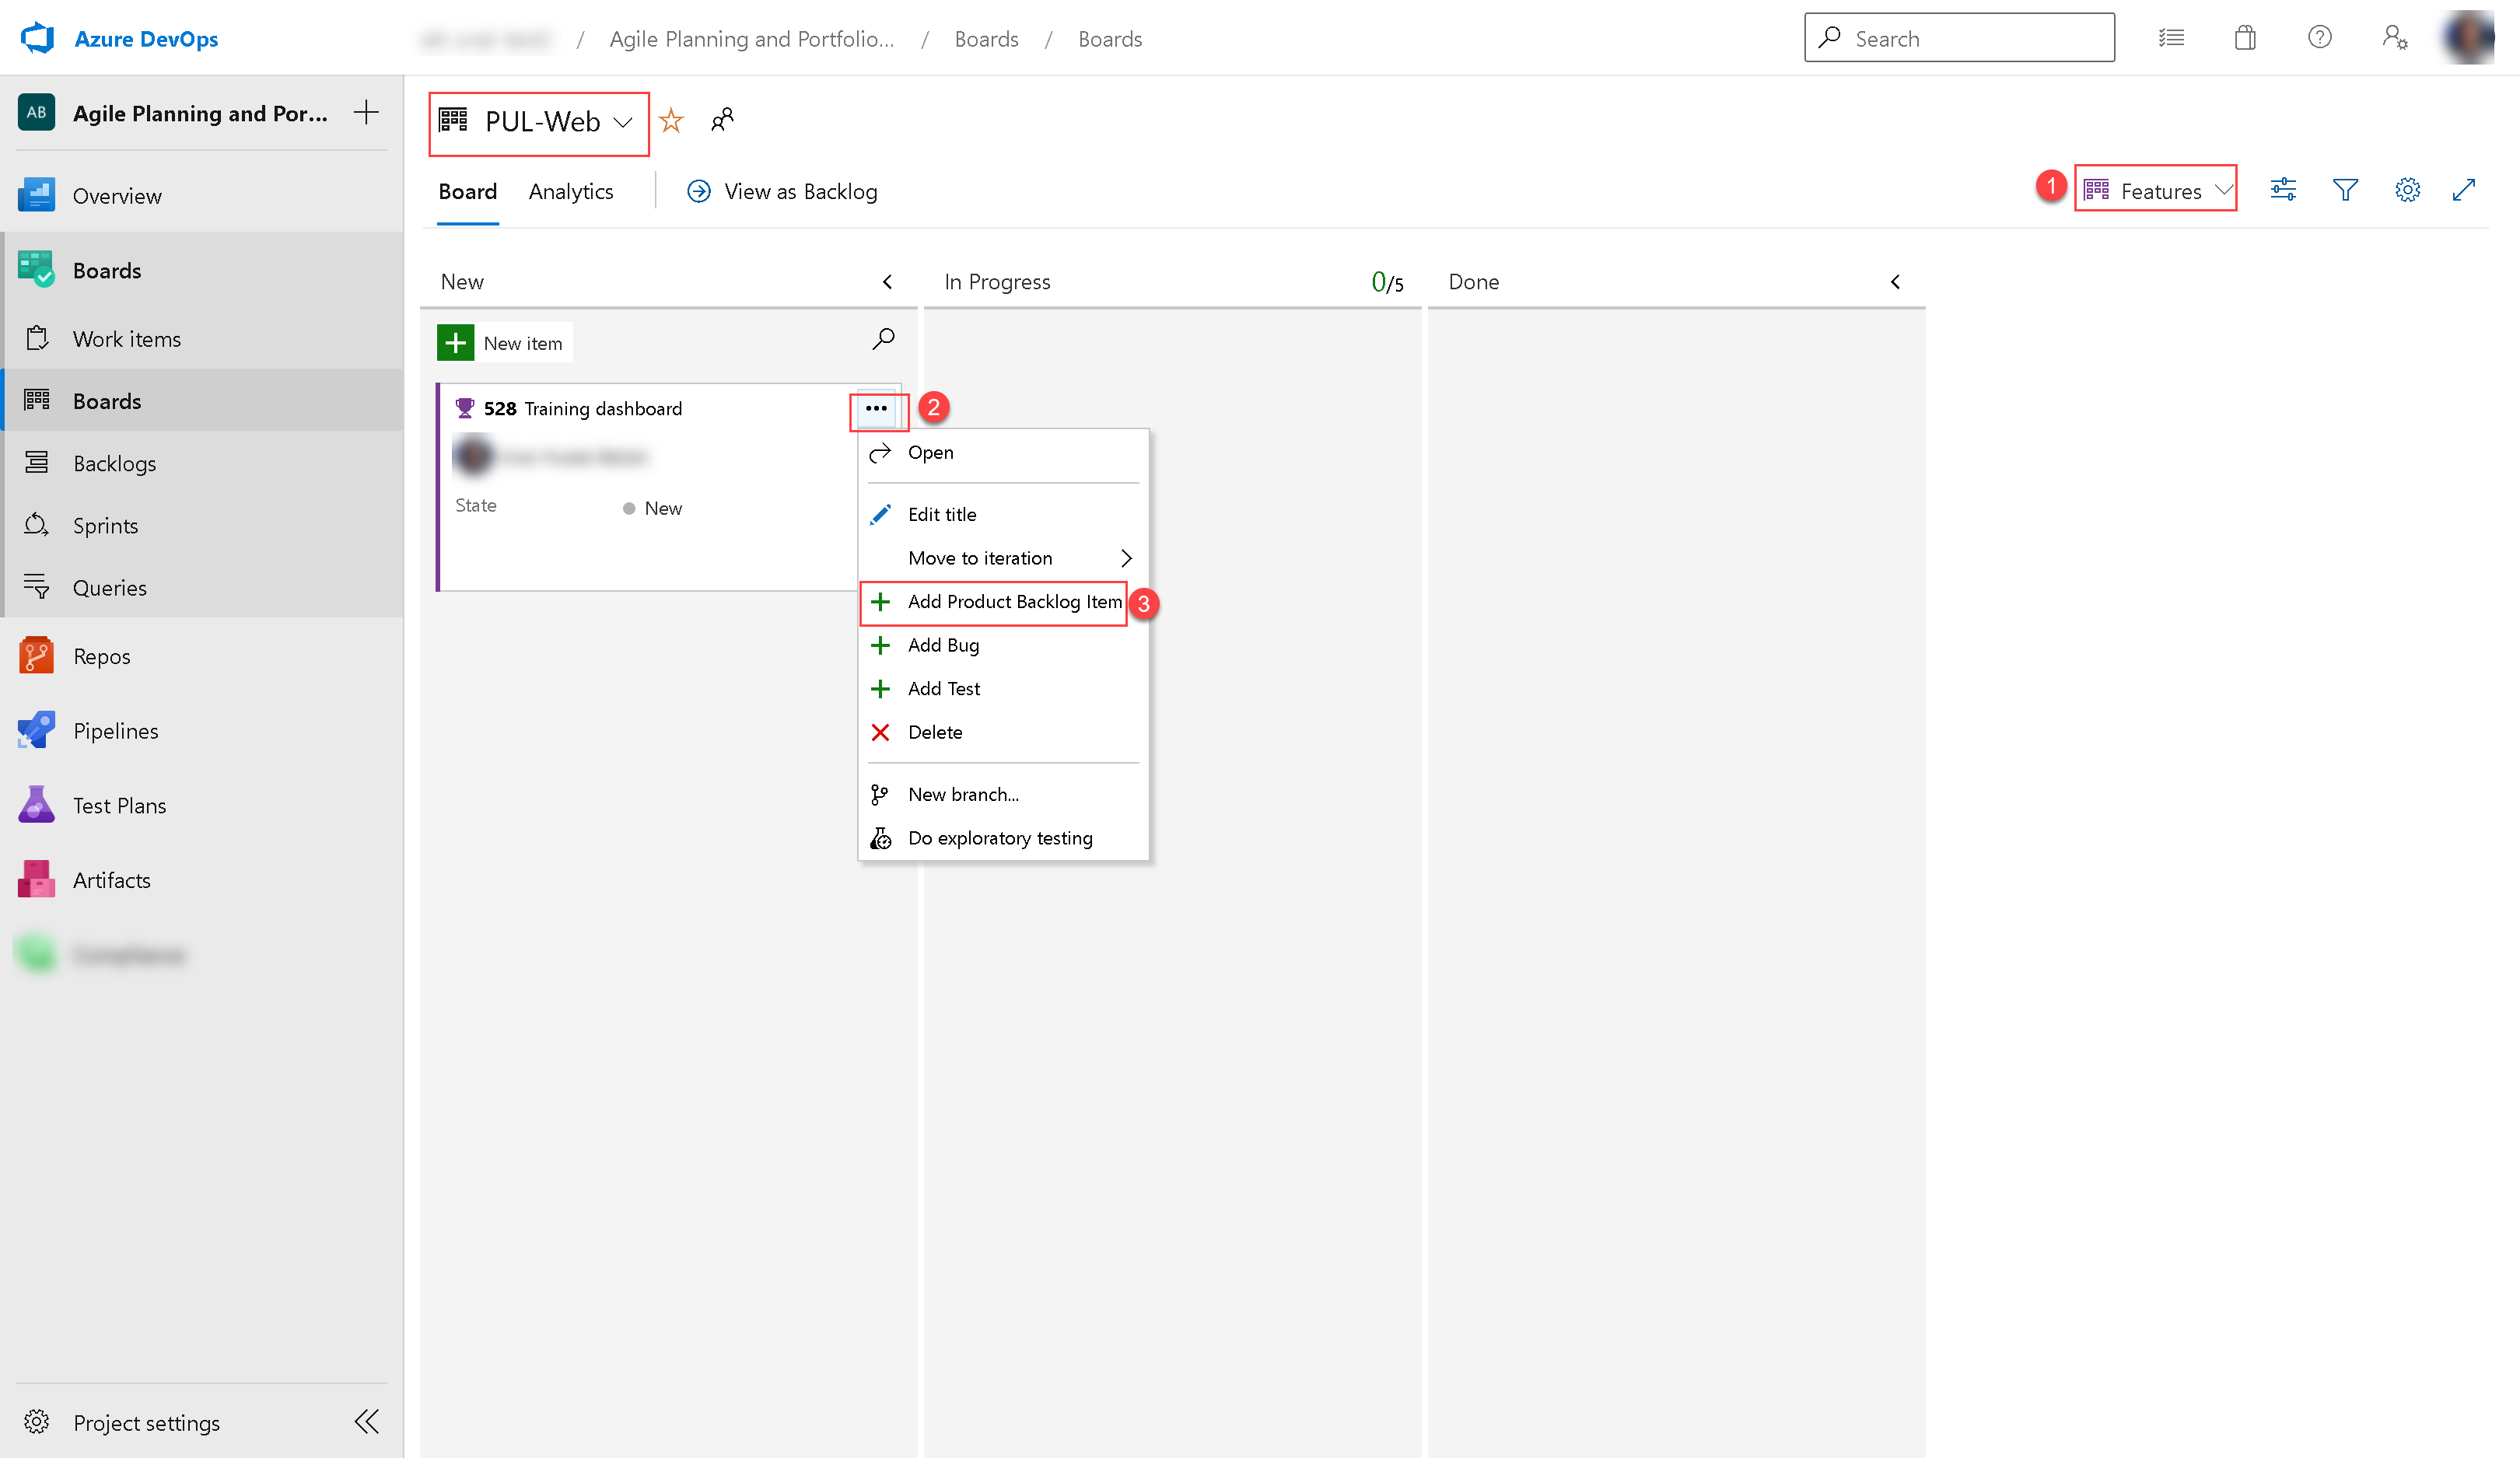 Azure DevOps
/ Agile Planning and Portfolio... / Boards / Boards
Search
AB Agile Planning and Por...
Overview
Boards
Work items
Boards
Backlogs
Sprints
Queries
Repos
Pipelines
Test Plans
Artifacts
Project settings
PUL-Web
Board Analytics View as Backlog
1 Features
New
In Progress 0/5
Done
New item
528 Training dashboard
2
State New
Open
Edit title
Move to iteration
Add Product Backlog Item 3
Add Bug
Add Test
Delete
New branch...
Do exploratory testing